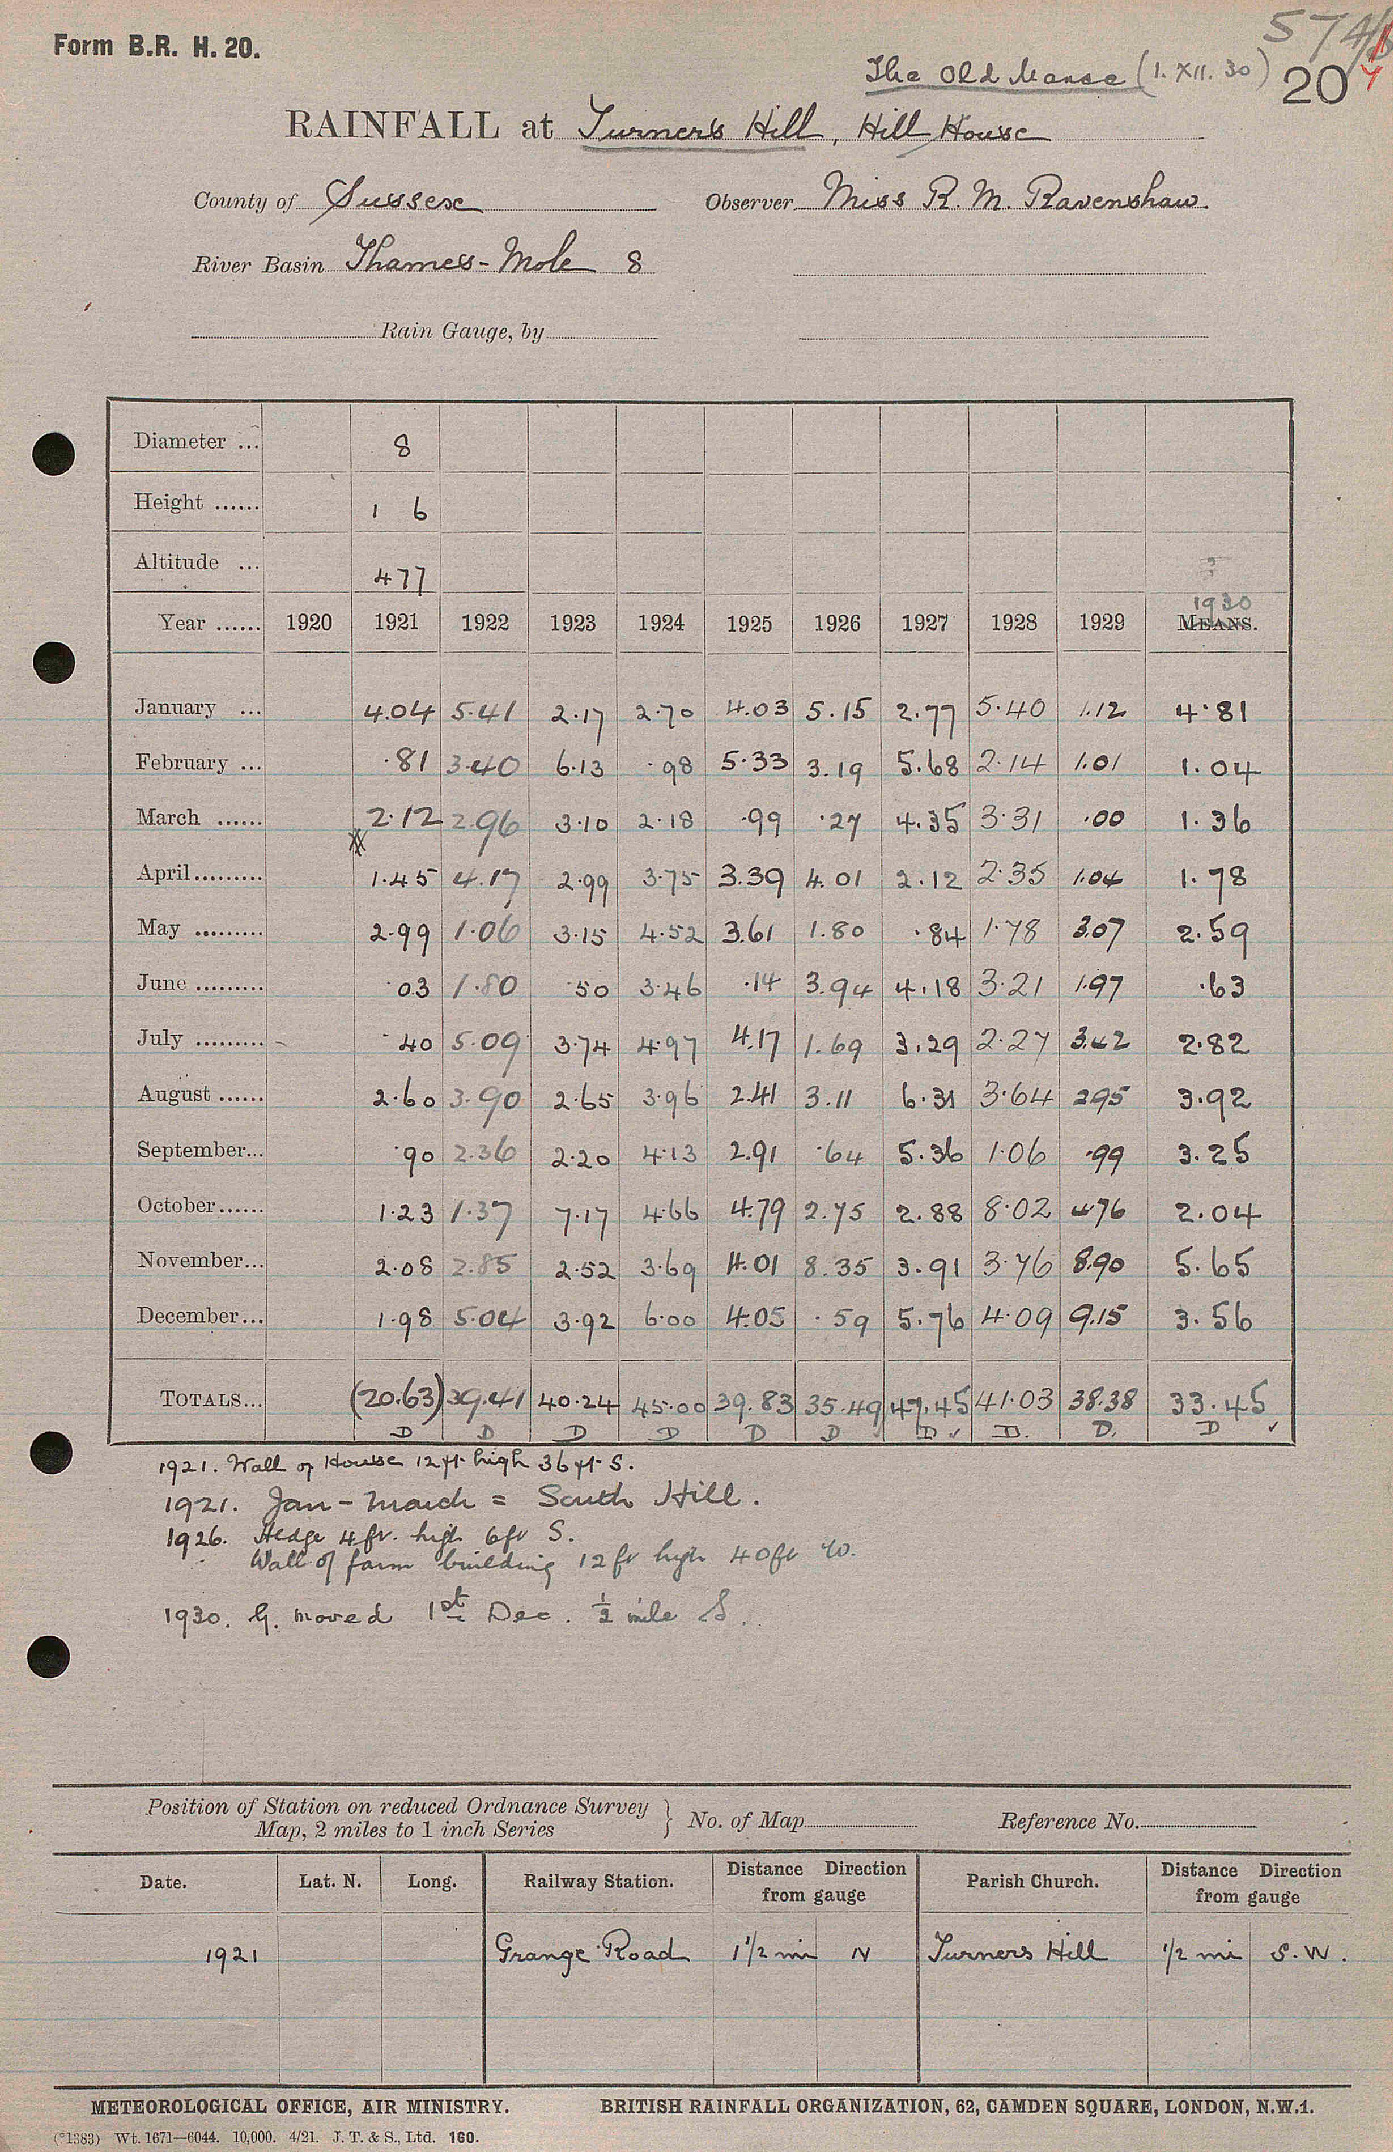 Form B.R. H. 20.
574/1
The Old Manse (1. XII. 30) 20
RAINFALL at Turner's Hill, Hill House
County of Sussex Observer Miss R. M. Ravenshaw.
River Basin Thames-Mole 8
Rain Gauge, by
Diameter ... 8
Height ...... 1 6
Altitude ... 477
1930
Year ...... 1920 1921 1922 1923 1924 1925 1926 1927 1928 1929 MEANS.
January ... 4.04 5.41 2.17 2.70 4.03 5.15 2.77 5.40 1.12 4.81
February ... .81 3.40 6.13 .98 5.33 3.19 5.68 2.14 1.01 1.04
March ...... 2.12 2.96 3.10 2.18 .99 .27 4.35 3.31 .00 1.36
April ......... 1.45 4.17 2.99 3.75 3.39 4.01 2.12 2.35 1.04 1.78
May ......... 2.99 1.06 3.15 4.52 3.61 1.80 .84 1.78 3.07 2.59
June ......... .03 1.80 .50 3.46 .14 3.94 4.18 3.21 1.97 .63
July ......... .40 5.09 3.74 4.97 4.17 1.69 3.29 2.27 3.42 2.82
August ...... 2.60 3.90 2.65 3.96 2.41 3.11 6.31 3.64 2.95 3.92
September... .90 2.36 2.20 4.13 2.91 .64 5.36 1.06 .99 3.25
October...... 1.23 1.37 7.17 4.66 4.79 2.75 2.88 8.02 4.76 2.04
November... 2.08 2.85 2.52 3.69 4.01 8.35 3.91 3.76 8.90 5.65
December... 1.98 5.04 3.92 6.00 4.05 .59 5.76 4.09 9.15 3.56
TOTALS... (20.63) 39.41 40.24 45.00 39.83 35.49 47.45 41.03 38.38 33.45
D D D D D D D D. D. D
1921. Wall of House 12 ft high 36 ft S.
1921. Jan - March = South Hill.
1926. Hedge 4 ft. high 6 ft S.
Wall of farm building 12 ft high 40 ft W.
1930. G. moved 1st Dec. ½ mile S.
Position of Station on reduced Ordnance Survey
Map, 2 miles to 1 inch Series } No. of Map Reference No.
Date. Lat. N. Long. Railway Station. Distance Direction from gauge Parish Church. Distance Direction from gauge
1921 Grange Road 1 1/2 mi N Turners Hill 1/2 mi S.W.
METEOROLOGICAL OFFICE, AIR MINISTRY. BRITISH RAINFALL ORGANIZATION, 62, CAMDEN SQUARE, LONDON, N.W.1.
(*1383) Wt. 1671—6044. 10,000. 4/21. J. T. & S., Ltd. 160.